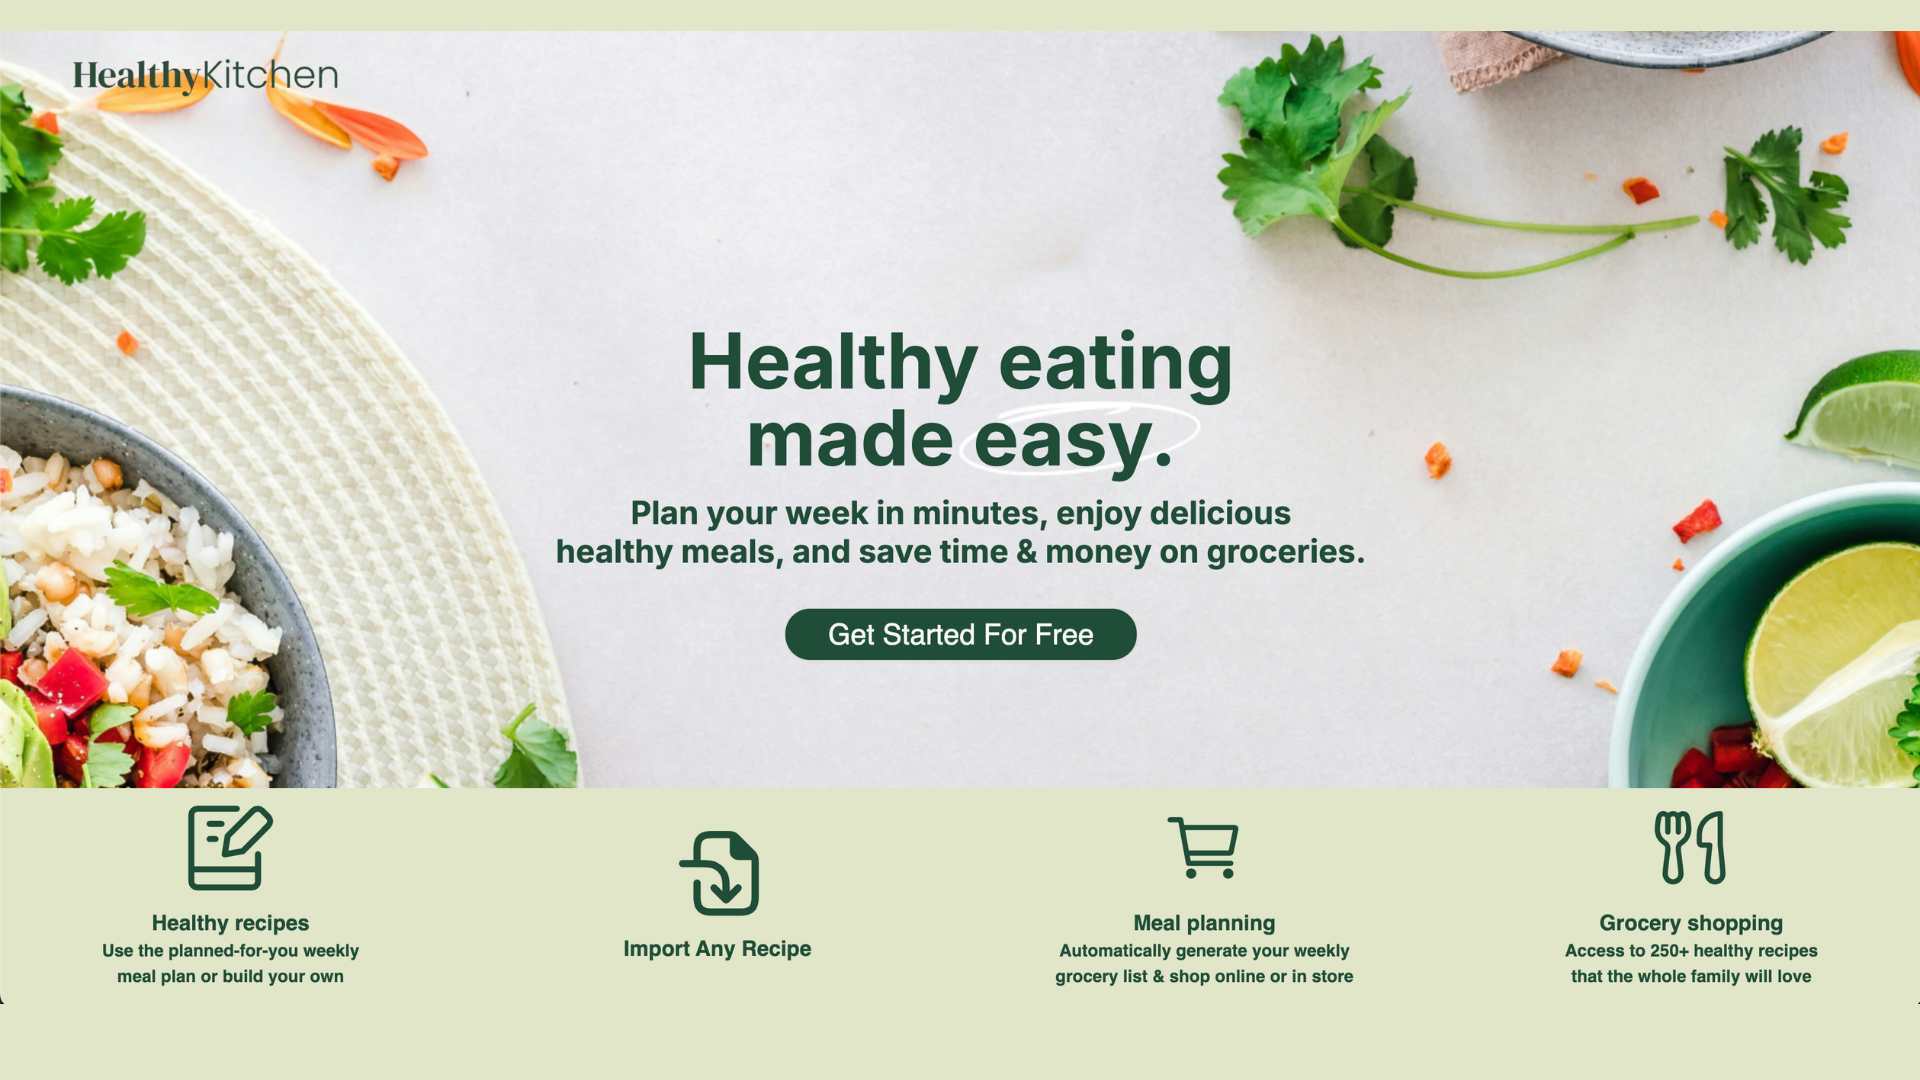 HealthyKitchen
Healthy eating
made easy.
Plan your week in minutes, enjoy delicious
healthy meals, and save time & money on groceries.
Get Started For Free
Healthy recipes
Use the planned-for-you weekly
meal plan or build your own
Import Any Recipe
Meal planning
Automatically generate your weekly
grocery list & shop online or in store
Grocery shopping
Access to 250+ healthy recipes
that the whole family will love